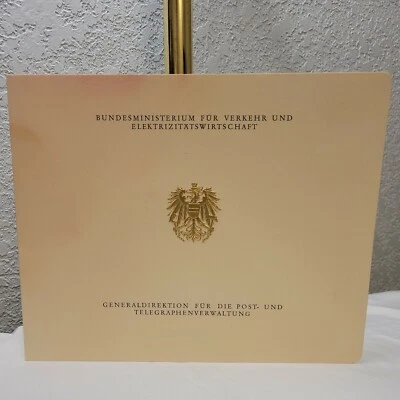 BUNDESMINISTERIUM FÜR VERKEHR UND
ELEKTRIZITÄTSWIRTSCHAFT
GENERALDIREKTION FÜR DIE POST- UND
TELEGRAPHENVERWALTUNG